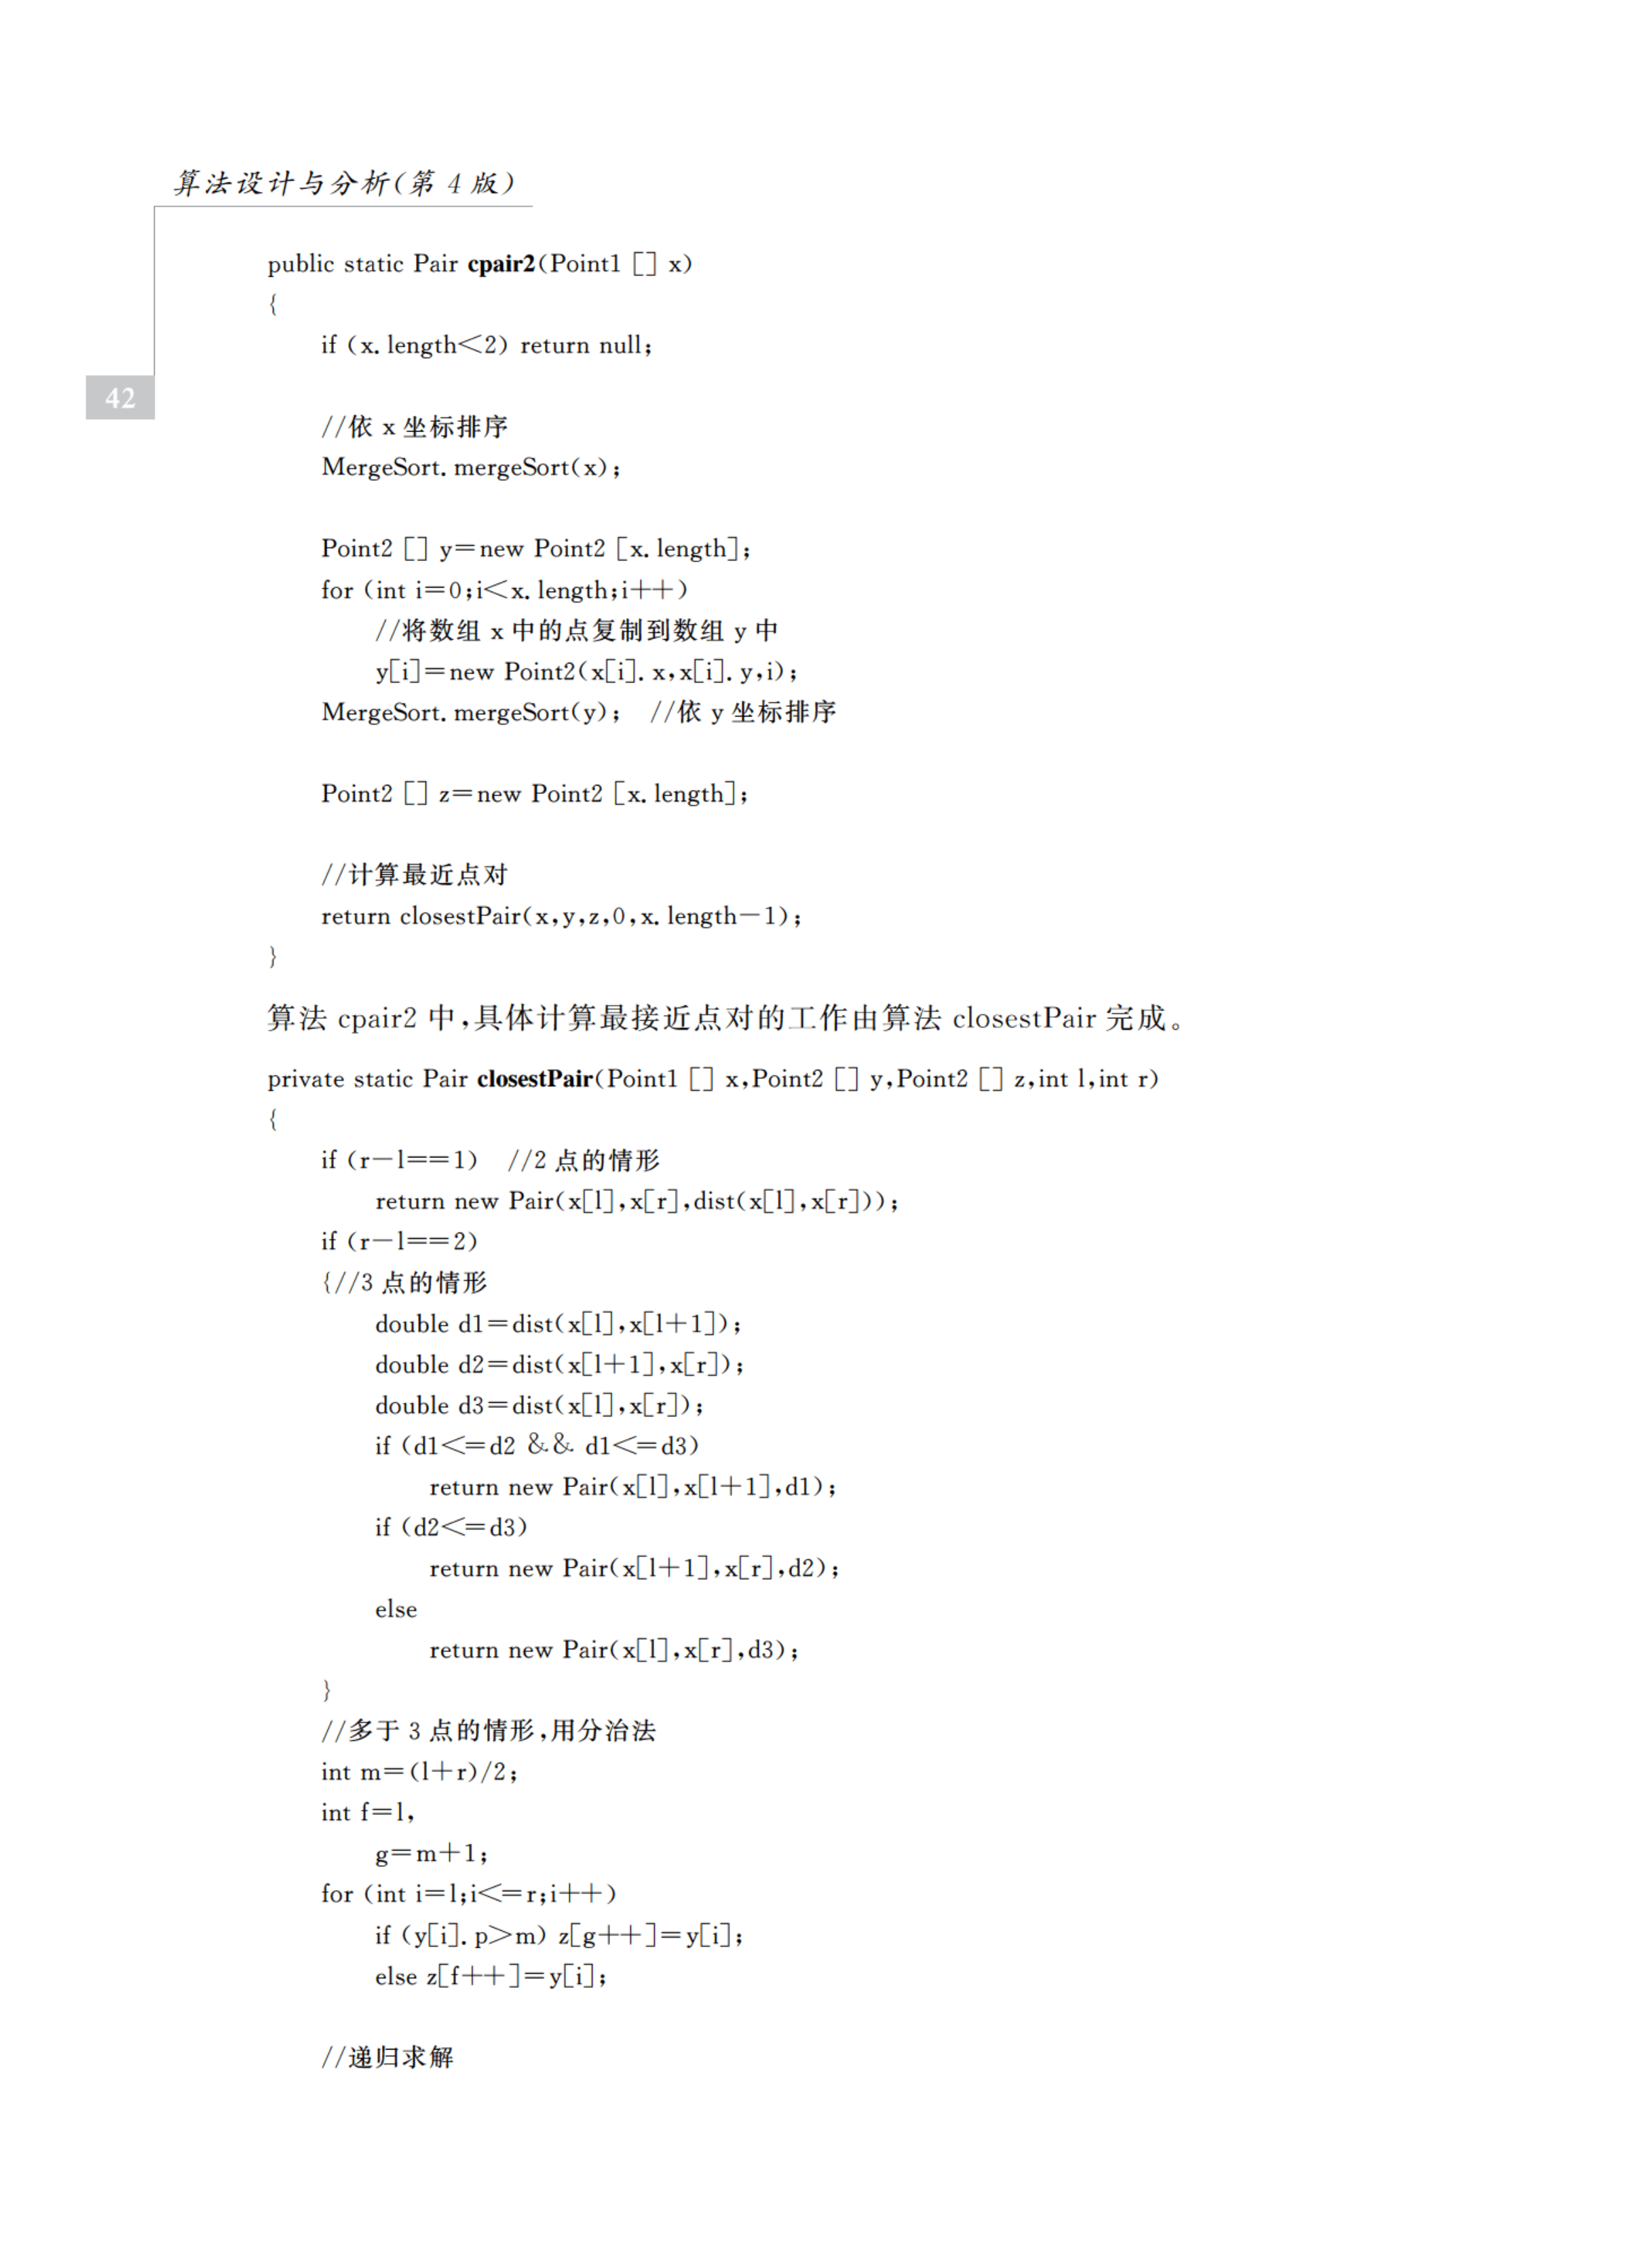 算法设计与分析(第 4 版)
public static Pair cpair2(Point1 [] x)
{
if (x.length<2) return null;
42
//依 x 坐标排序
MergeSort.mergeSort(x);
Point2 [] y=new Point2 [x.length];
for (int i=0;i<x.length;i++)
//将数组 x 中的点复制到数组 y 中
y[i]=new Point2(x[i].x,x[i].y,i);
MergeSort.mergeSort(y); //依 y 坐标排序
Point2 [] z=new Point2 [x.length];
//计算最近点对
return closestPair(x,y,z,0,x.length-1);
}
算法 cpair2 中,具体计算最接近点对的工作由算法 closestPair 完成。
private static Pair closestPair(Point1 [] x,Point2 [] y,Point2 [] z,int l,int r)
{
if (r-l==1) //2 点的情形
return new Pair(x[l],x[r],dist(x[l],x[r]));
if (r-l==2)
{//3 点的情形
double d1=dist(x[l],x[l+1]);
double d2=dist(x[l+1],x[r]);
double d3=dist(x[l],x[r]);
if (d1<=d2 && d1<=d3)
return new Pair(x[l],x[l+1],d1);
if (d2<=d3)
return new Pair(x[l+1],x[r],d2);
else
return new Pair(x[l],x[r],d3);
}
//多于 3 点的情形,用分治法
int m=(l+r)/2;
int f=l,
g=m+1;
for (int i=l;i<=r;i++)
if (y[i].p>m) z[g++]=y[i];
else z[f++]=y[i];
//递归求解